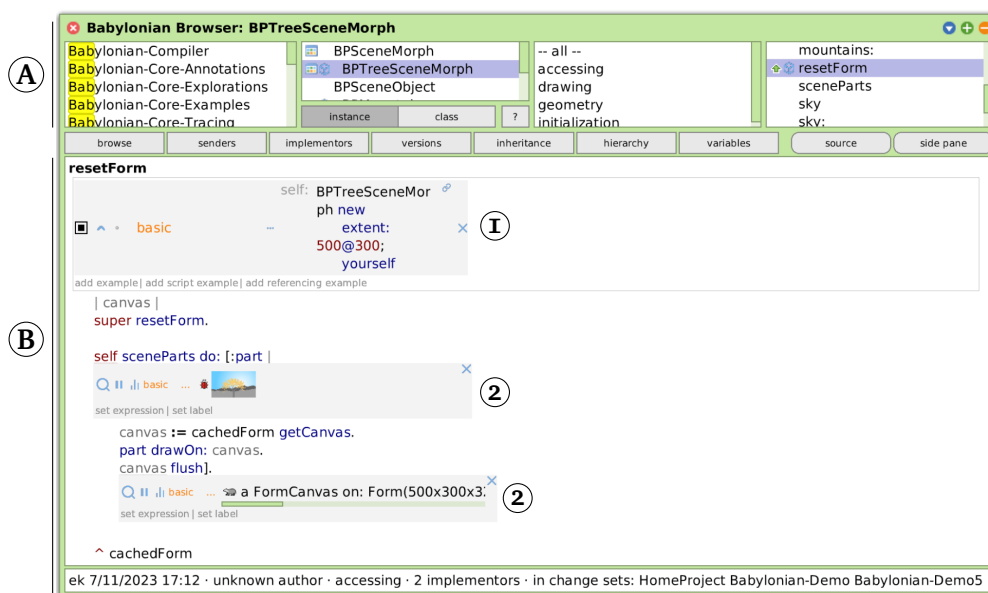 Babylonian Browser: BPTreeSceneMorph
A
Babylonian-Compiler
Babylonian-Core-Annotations
Babylonian-Core-Explorations
Babylonian-Core-Examples
Babylonian-Core-Tracing
BPSceneMorph
BPTreeSceneMorph
BPSceneObject
instance class ?
-- all --
accessing
drawing
geometry
initialization
mountains:
resetForm
sceneParts
sky
sky:
browse senders implementors versions inheritance hierarchy variables source side pane
B
resetForm
basic ... self: BPTreeSceneMor
ph new
extent:
500@300;
yourself
1
add example| add script example| add referencing example
| canvas |
super resetForm.
self sceneParts do: [:part |
basic ...
2
set expression | set label
canvas := cachedForm getCanvas.
part drawOn: canvas.
canvas flush].
basic ... a FormCanvas on: Form(500x300x32
2
set expression | set label
^ cachedForm
ek 7/11/2023 17:12 · unknown author · accessing · 2 implementors · in change sets: HomeProject Babylonian-Demo Babylonian-Demo5